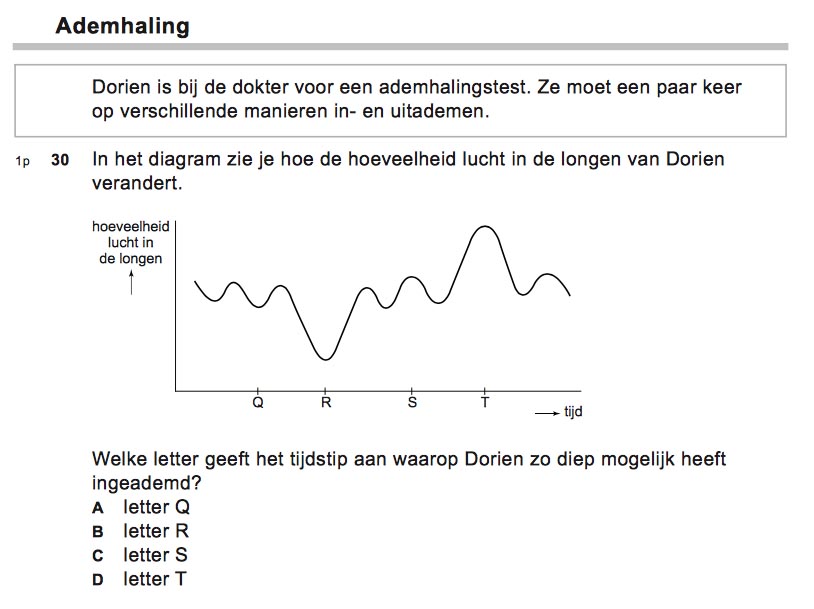 Ademhaling
Dorien is bij de dokter voor een ademhalingstest. Ze moet een paar keer
op verschillende manieren in- en uitademen.
1p 30 In het diagram zie je hoe de hoeveelheid lucht in de longen van Dorien
verandert.
hoeveelheid
lucht in
de longen
Q R S T
tijd
Welke letter geeft het tijdstip aan waarop Dorien zo diep mogelijk heeft
ingeademd?
A letter Q
B letter R
C letter S
D letter T